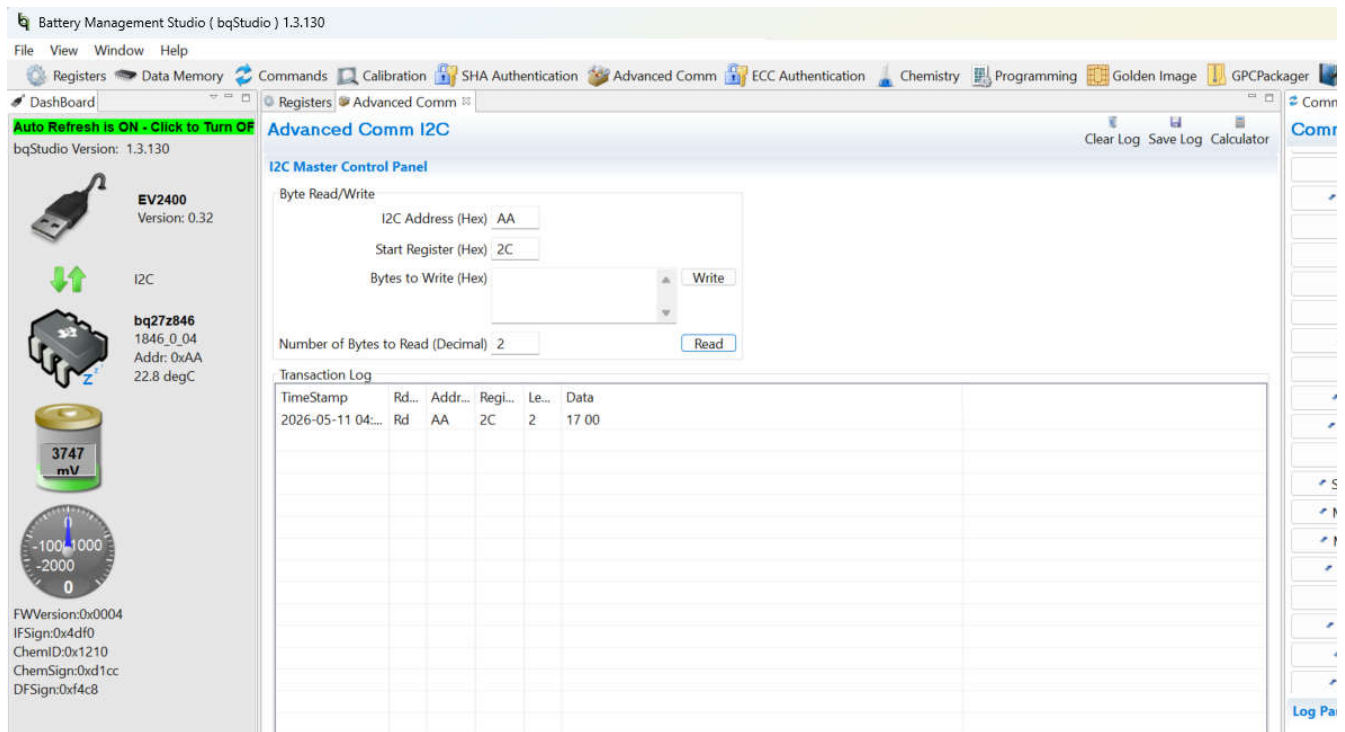 Battery Management Studio ( bqStudio ) 1.3.130
File View Window Help
Registers Data Memory Commands Calibration SHA Authentication Advanced Comm ECC Authentication Chemistry Programming Golden Image GPCPackager
DashBoard
Registers Advanced Comm
Comm
Auto Refresh is ON - Click to Turn OF
bqStudio Version: 1.3.130
EV2400
Version: 0.32
I2C
bq27z846
1846_0_04
Addr: 0xAA
22.8 degC
z z
3747
mV
0
-100 1000
-2000
0
FWVersion:0x0004
IFSign:0x4df0
ChemID:0x1210
ChemSign:0xd1cc
DFSign:0xf4c8
Advanced Comm I2C
Clear Log Save Log Calculator
I2C Master Control Panel
Byte Read/Write
I2C Address (Hex) AA
Start Register (Hex) 2C
Bytes to Write (Hex) Write
Number of Bytes to Read (Decimal) 2 Read
Transaction Log
TimeStamp Rd... Addr... Regi... Le... Data
2026-05-11 04:... Rd AA 2C 2 17 00
Comr
S
Log Pa